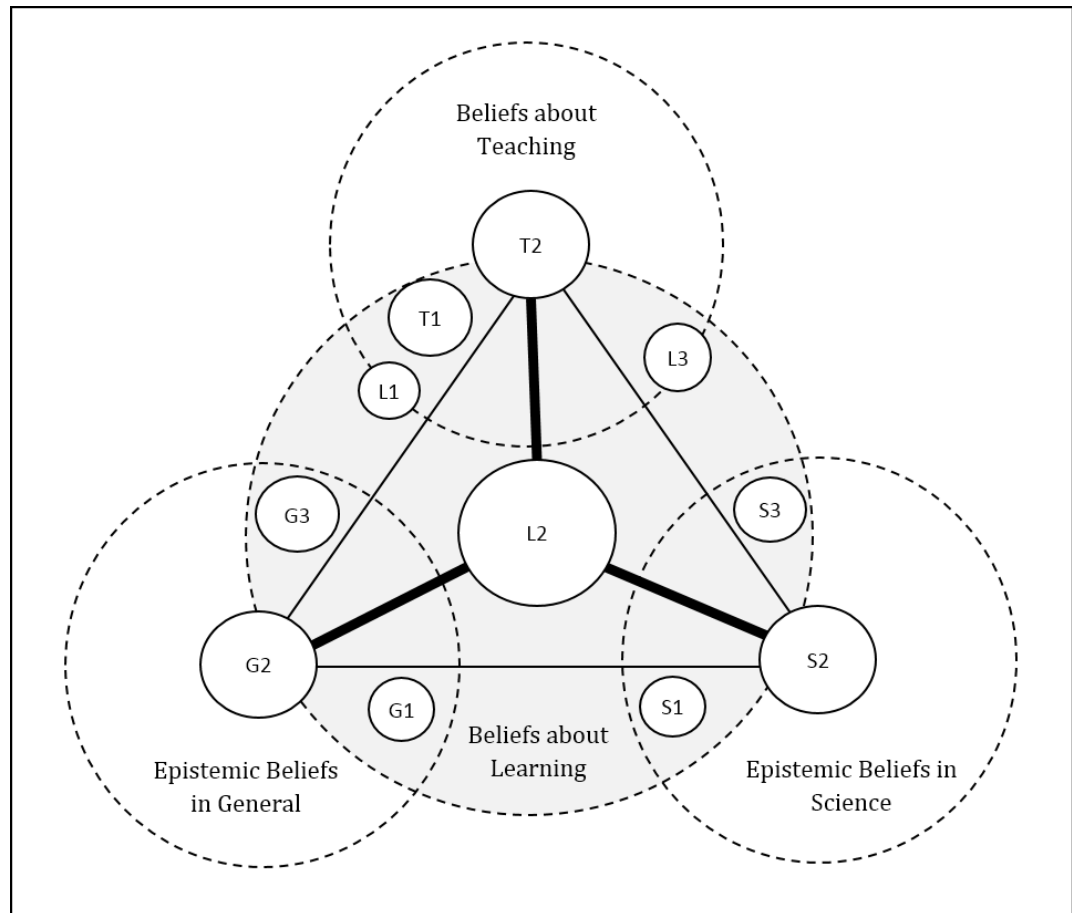 Beliefs about
Teaching
T2
T1
L3
L1
G3
S3
L2
G2
S2
G1
S1
Beliefs about
Learning
Epistemic Beliefs
in General
Epistemic Beliefs in
Science